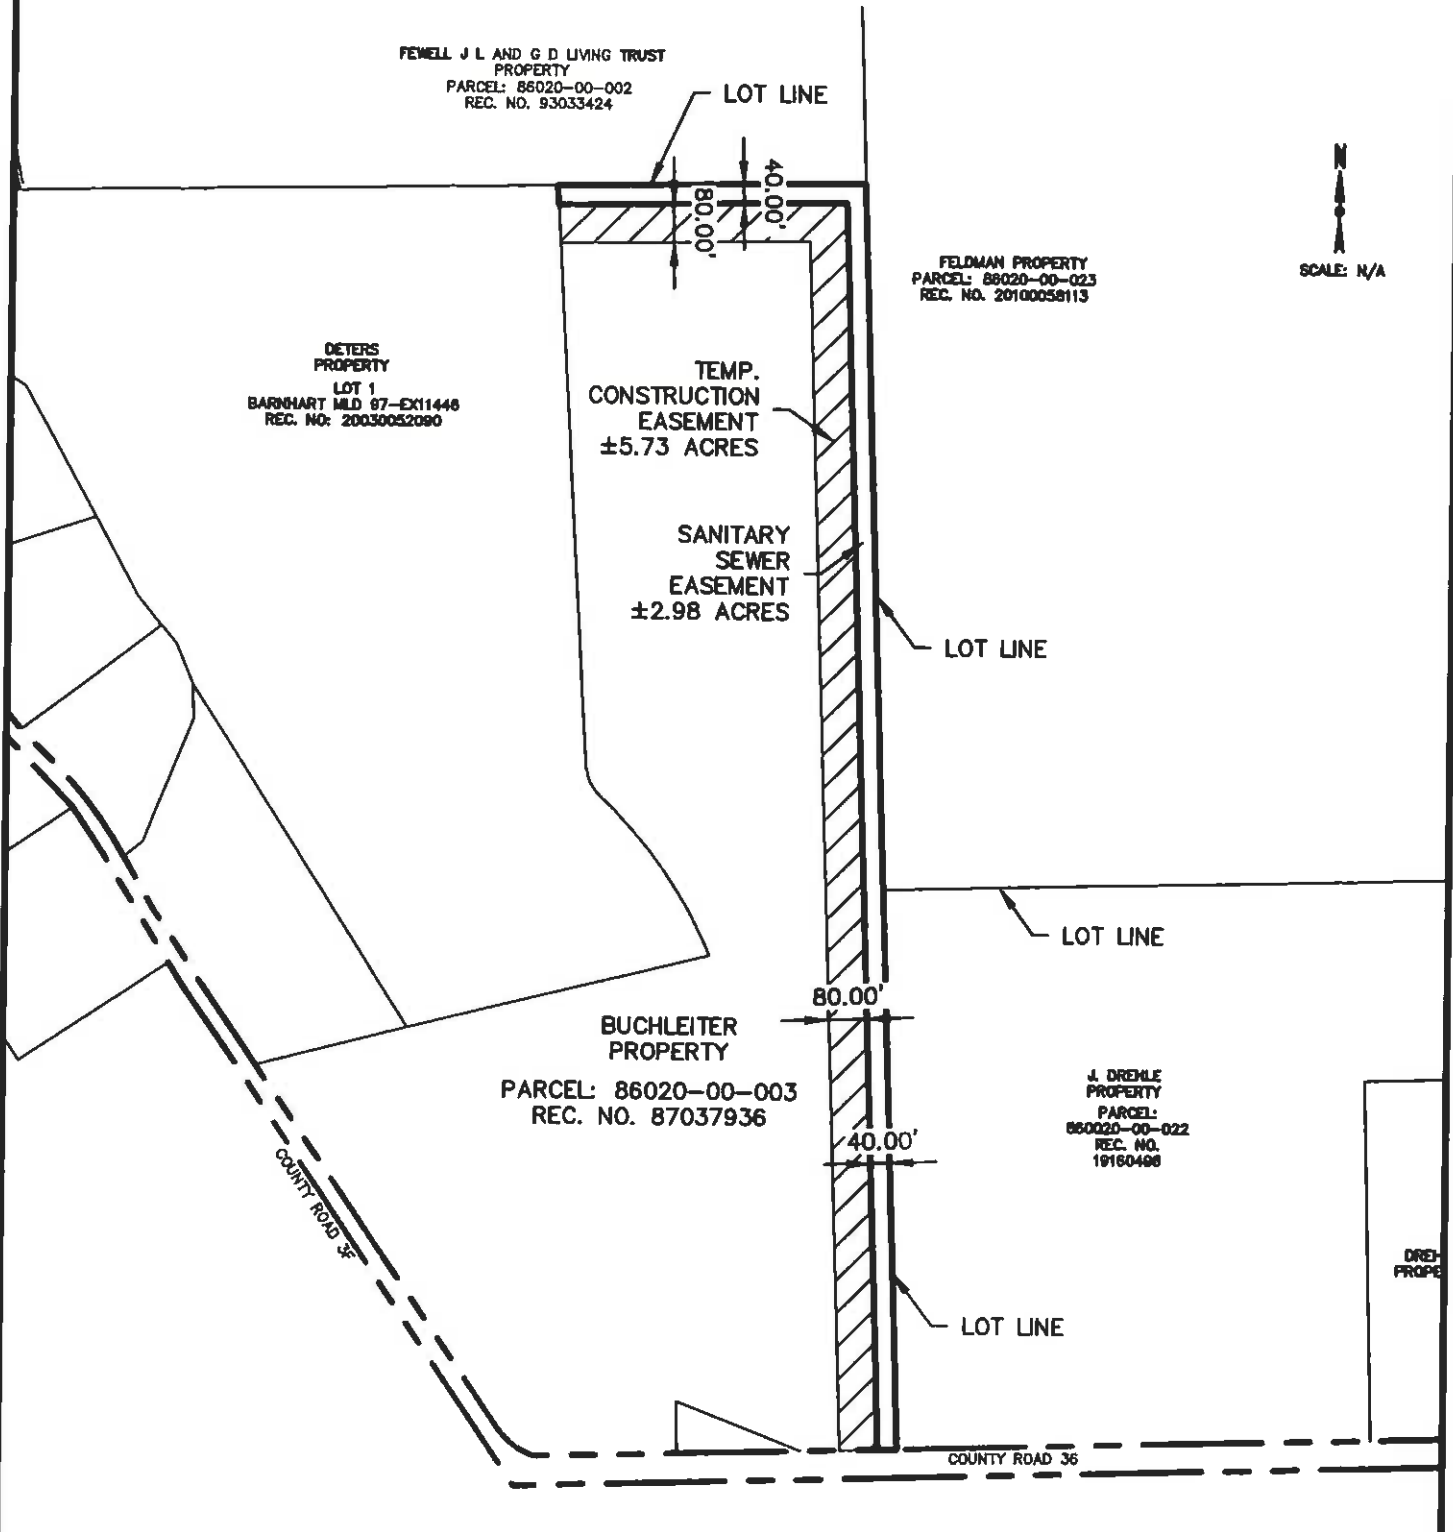 FEWELL J L AND G D LIVING TRUST
PROPERTY
PARCEL: 86020-00-002
REC. NO. 93033424
LOT LINE
40.00'
80.00'
N
SCALE: N/A
FELDMAN PROPERTY
PARCEL: 86020-00-023
REC. NO. 20100058113
DETERS
PROPERTY
LOT 1
BARNHART MLD 97-EX11446
REC. NO: 20030052090
TEMP.
CONSTRUCTION
EASEMENT
±5.73 ACRES
SANITARY
SEWER
EASEMENT
±2.98 ACRES
LOT LINE
LOT LINE
80.00'
BUCHLEITER
PROPERTY
PARCEL: 86020-00-003
REC. NO. 87037936
J. DREHLE
PROPERTY
PARCEL:
860020-00-022
REC. NO.
19160498
40.00'
COUNTY ROAD 36
DREH
PROPE
LOT LINE
COUNTY ROAD 36